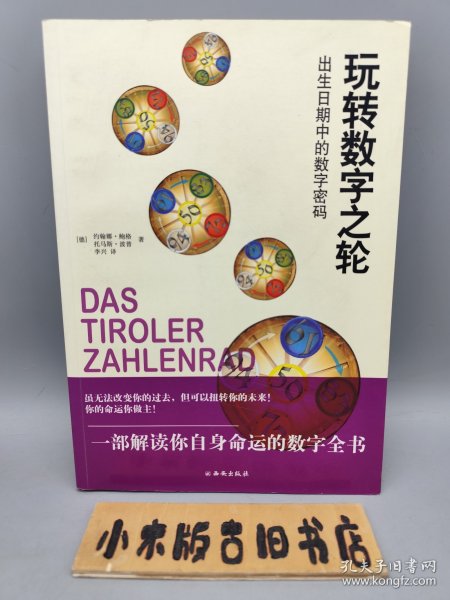 玩转数字之轮
出生日期中的数字密码
[德] 约翰娜·鲍格
托马斯·波普 著
李兴 译
DAS
TIROLER
ZAHLENRAD
虽无法改变你的过去，但可以扭转你的未来！
你的命运你做主！
一部解读你自身命运的数字全书
西苑出版社
小木版古旧书店
孔夫子旧书网
www.kongfz.com